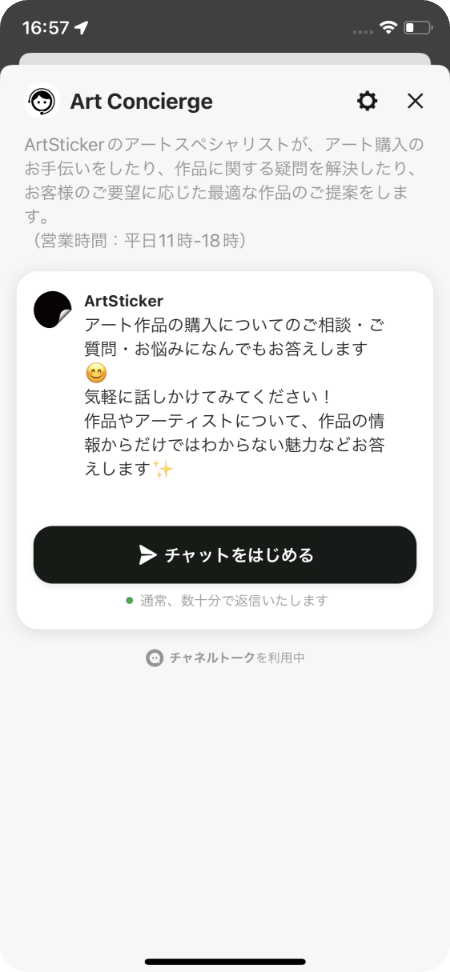 16:57
Art Concierge
ArtStickerのアートスペシャリストが、アート購入の
お手伝いをしたり、作品に関する疑問を解決したり、
お客様のご要望に応じた最適な作品のご提案をしま
す。
（営業時間：平日11時-18時）
ArtSticker
アート作品の購入についてのご相談・ご
質問・お悩みになんでもお答えします
😊
気軽に話しかけてみてください！
作品やアーティストについて、作品の情
報からだけではわからない魅力などお答
えします✨
チャットをはじめる
通常、数十分で返信いたします
チャネルトークを利用中